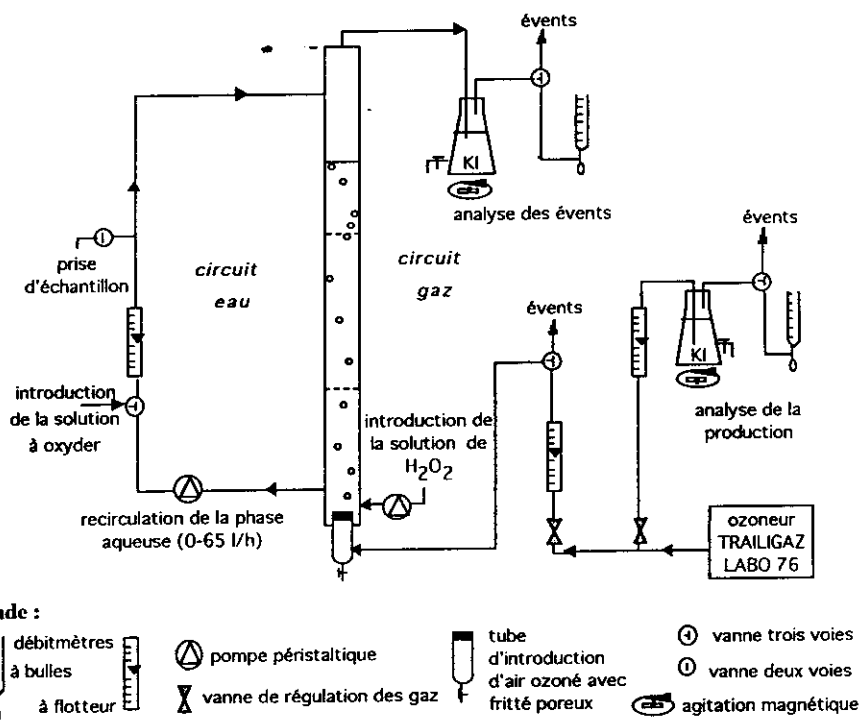 évents
KI
analyse des évents
prise
d'échantillon
circuit
eau
circuit
gaz
évents
évents
KI
analyse de la
production
introduction
de la solution
à oxyder
introduction de
la solution de
H₂O₂
recirculation de la phase
aqueuse (0-65 l/h)
ozoneur
TRAILIGAZ
LABO 76
débitmètres
à bulles
à flotteur
pompe péristaltique
vanne de régulation des gaz
tube
d'introduction
d'air ozoné avec
fritté poreux
vanne trois voies
vanne deux voies
agitation magnétique